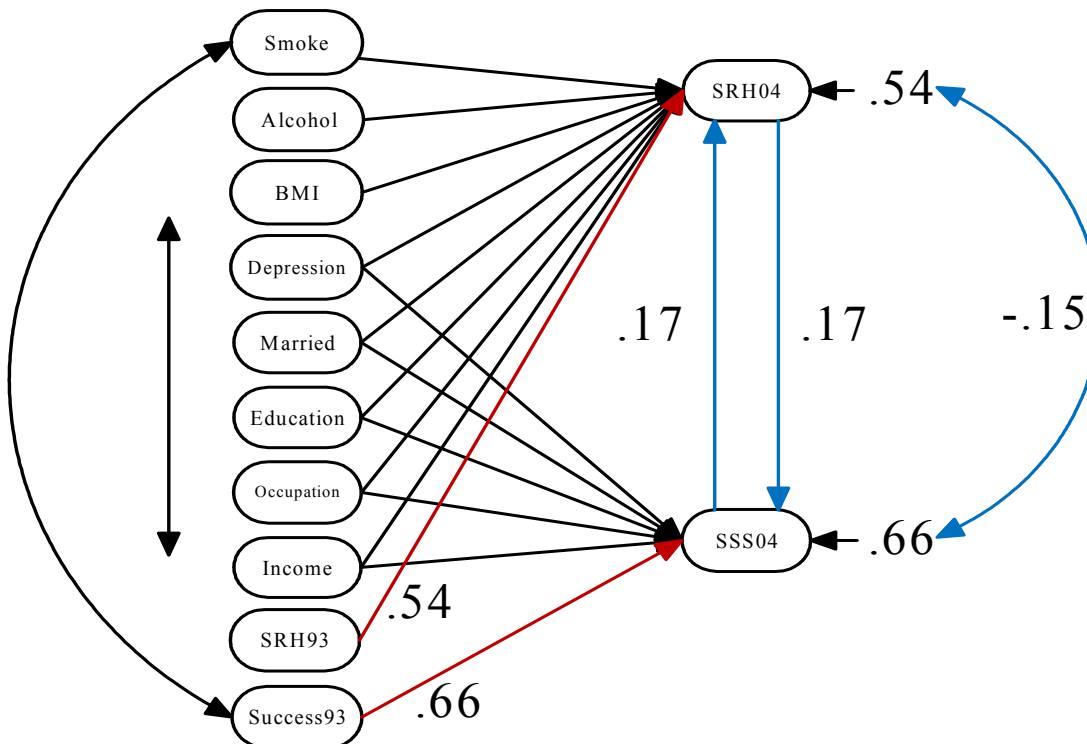 Smoke
Alcohol
BMI
Depression
Married
Education
Occupation
Income
SRH93
Success93
.54
.66
SRH04
.54
.17
.17
-.15
SSS04
.66